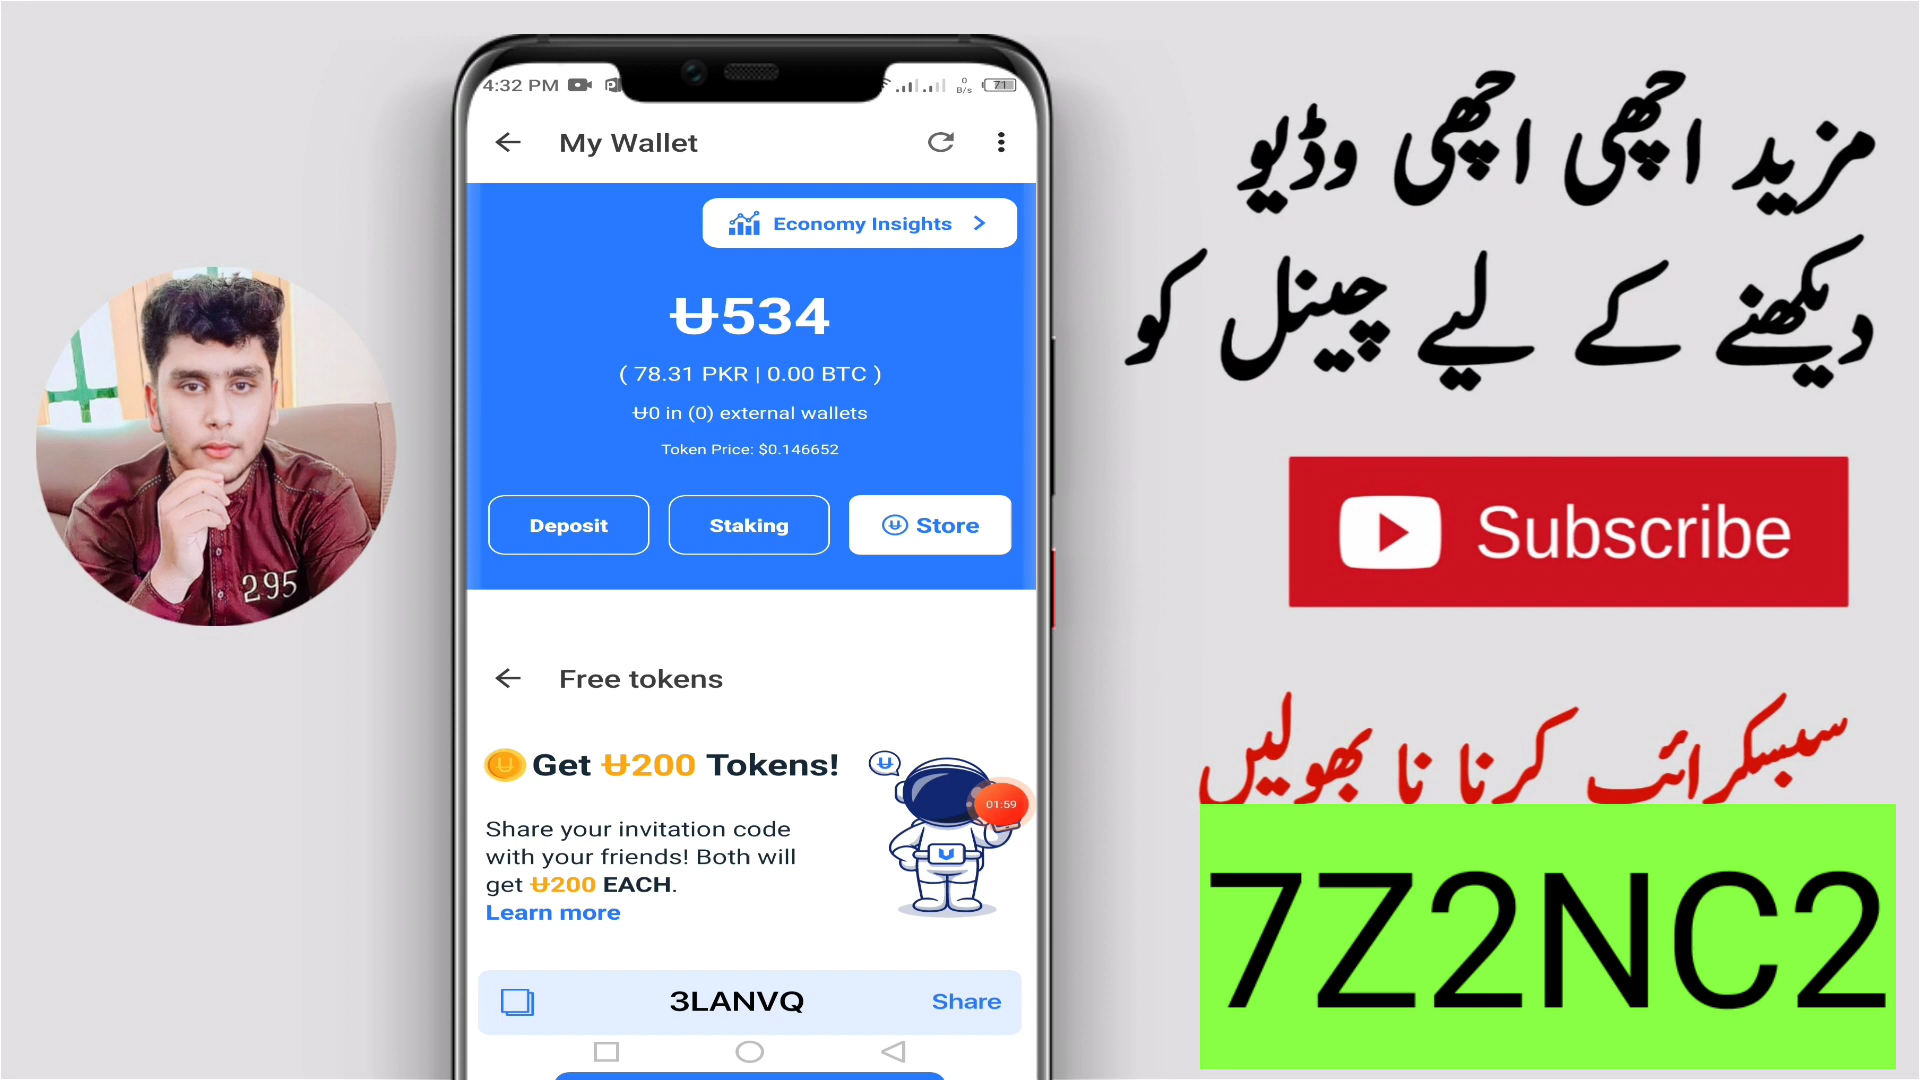 4:32 PM
0 B/s 71
My Wallet
Economy Insights
Ʉ534
( 78.31 PKR | 0.00 BTC )
Ʉ0 in (0) external wallets
Token Price: $0.146652
Deposit
Staking
Store
Free tokens
Get Ʉ200 Tokens!
01:59
Share your invitation code
with your friends! Both will
get Ʉ200 EACH.
Learn more
3LANVQ
Share
295
مزید اچھی اچھی وڈیو
دیکھنے کے لیے چینل کو
Subscribe
سبسکرائب کرنا نا بھولیں
7Z2NC2